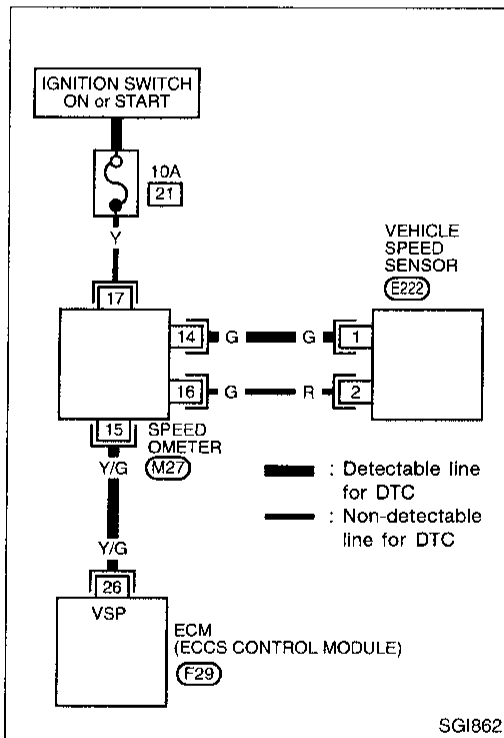 IGNITION SWITCH
ON or START
10A
21
Y
17
VEHICLE
SPEED
SENSOR
E222
14 G G 1
16 G R 2
15
SPEED
OMETER
M27
Y/G
: Detectable line
for DTC
: Non-detectable
line for DTC
Y/G
26
VSP
ECM
(ECCS CONTROL MODULE)
F29
SGI862